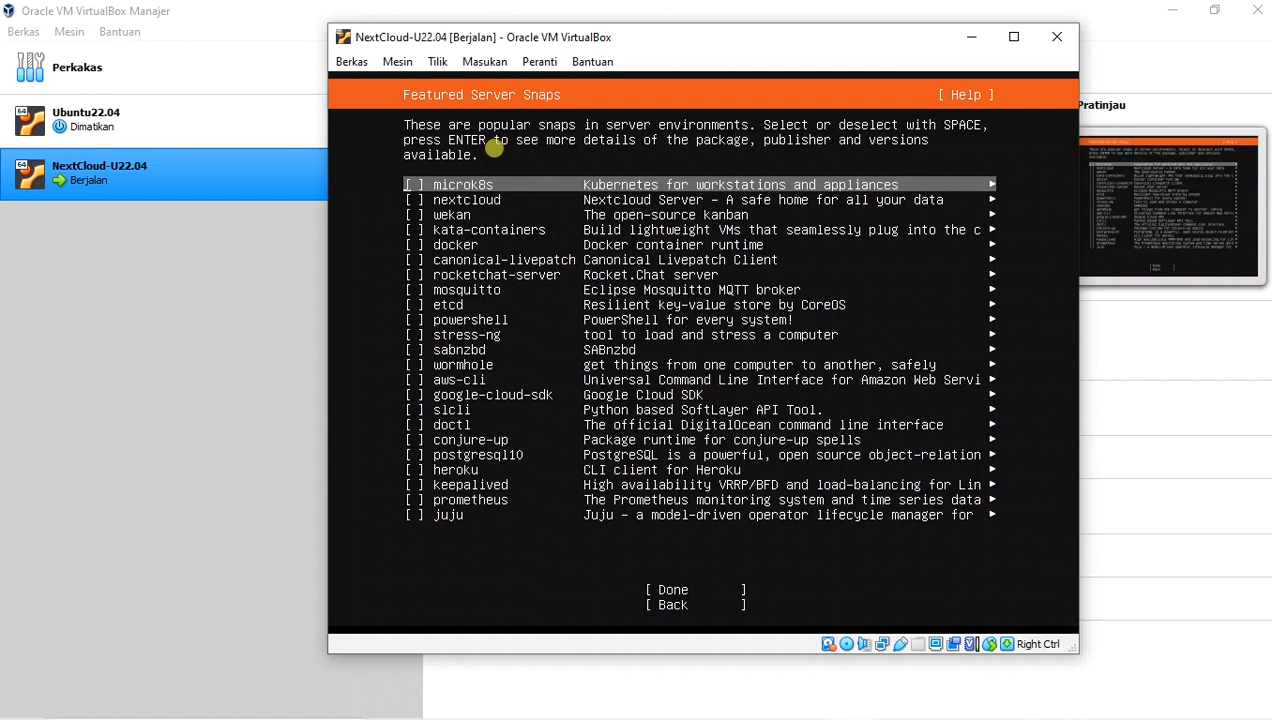 Oracle VM VirtualBox Manajer
Berkas Mesin Bantuan
Perkakas
64
Ubuntu22.04
Dimatikan
64
NextCloud-U22.04
Berjalan
NextCloud-U22.04 [Berjalan] - Oracle VM VirtualBox
Berkas Mesin Tilik Masukan Peranti Bantuan
Featured Server Snaps [ Help ]
These are popular snaps in server environments. Select or deselect with SPACE,
press ENTER to see more details of the package, publisher and versions
available.
[ ] microk8s Kubernetes for workstations and appliances
[ ] nextcloud Nextcloud Server - A safe home for all your data
[ ] wekan The open-source kanban
[ ] kata-containers Build lightweight VMs that seamlessly plug into the c
[ ] docker Docker container runtime
[ ] canonical-livepatch Canonical Livepatch Client
[ ] rocketchat-server Rocket.Chat server
[ ] mosquitto Eclipse Mosquitto MQTT broker
[ ] etcd Resilient key-value store by CoreOS
[ ] powershell PowerShell for every system!
[ ] stress-ng tool to load and stress a computer
[ ] sabnzbd SABnzbd
[ ] wormhole get things from one computer to another, safely
[ ] aws-cli Universal Command Line Interface for Amazon Web Servi
[ ] google-cloud-sdk Google Cloud SDK
[ ] slcli Python based SoftLayer API Tool.
[ ] doctl The official DigitalOcean command line interface
[ ] conjure-up Package runtime for conjure-up spells
[ ] postgresql10 PostgreSQL is a powerful, open source object-relation
[ ] heroku CLI client for Heroku
[ ] keepalived High availability VRRP/BFD and load-balancing for Lin
[ ] prometheus The Prometheus monitoring system and time series data
[ ] juju Juju - a model-driven operator lifecycle manager for
[ Done ]
[ Back ]
Right Ctrl
Pratinjau